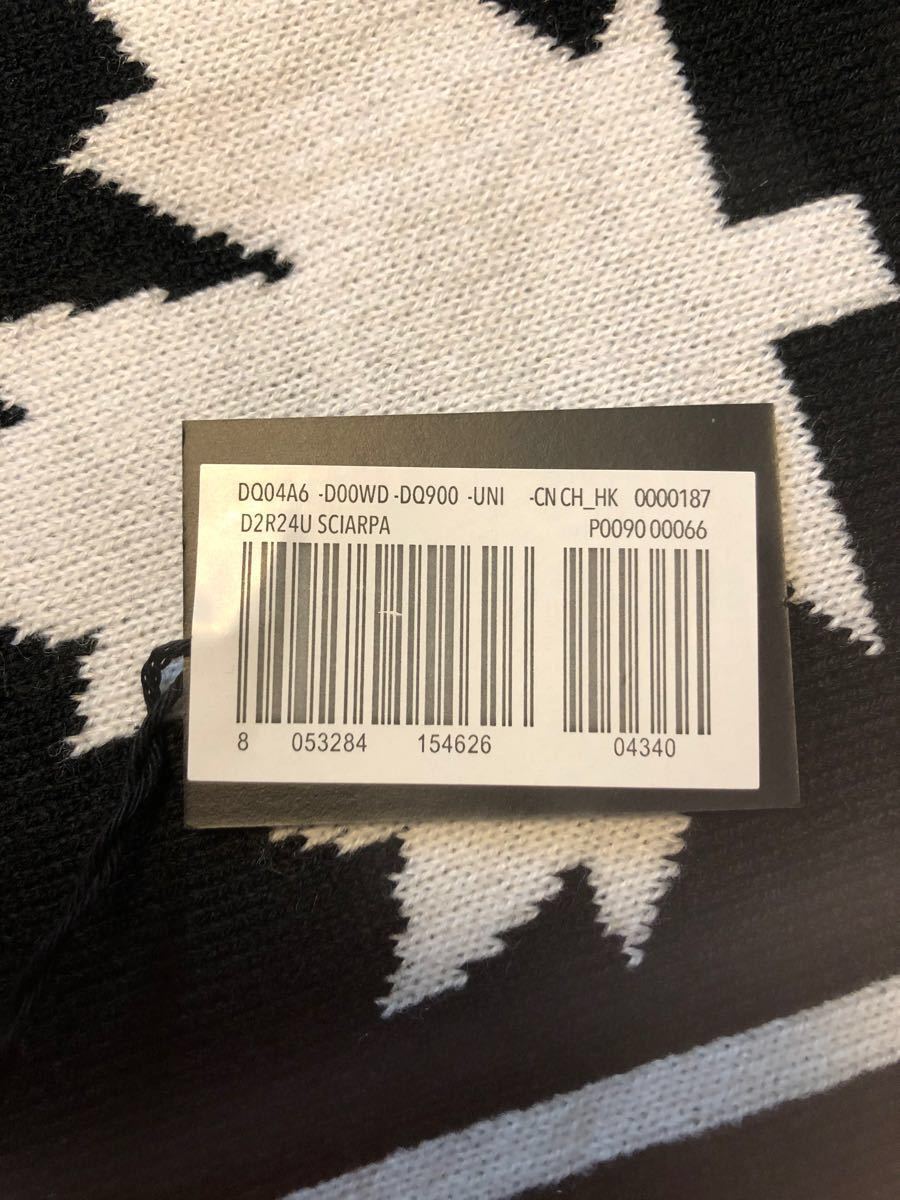 DQ04A6 -D00WD -DQ900 -UNI -CN CH_HK 0000187
D2R24U SCIARPA P0090 00066
8 053284 154626 04340